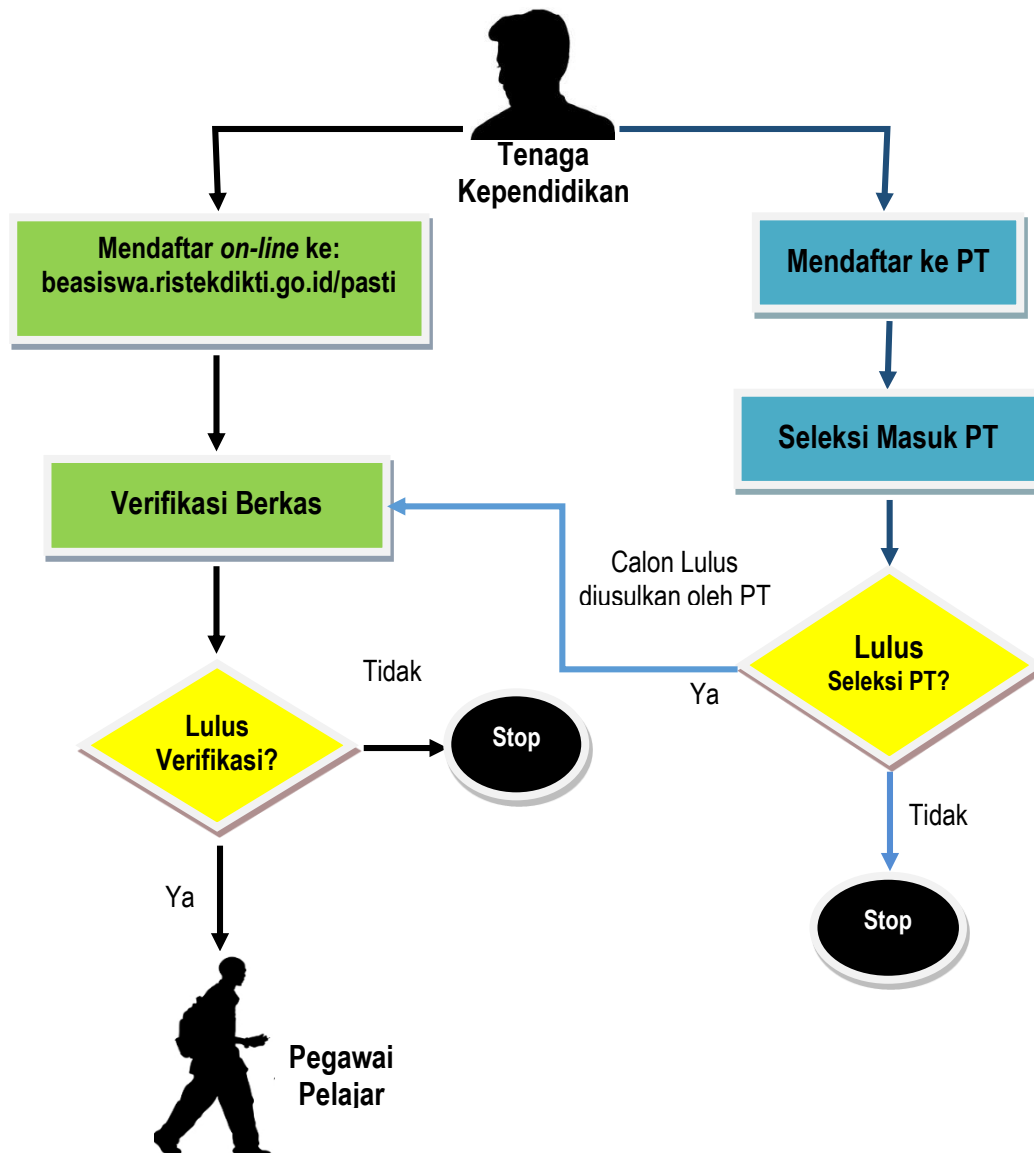 Tenaga
Kependidikan
Mendaftar on-line ke:
beasiswa.ristekdikti.go.id/pasti
Mendaftar ke PT
Seleksi Masuk PT
Verifikasi Berkas
Calon Lulus
diusulkan oleh PT
Lulus
Seleksi PT?
Ya
Tidak
Lulus
Verifikasi?
Stop
Tidak
Ya
Stop
Pegawai
Pelajar